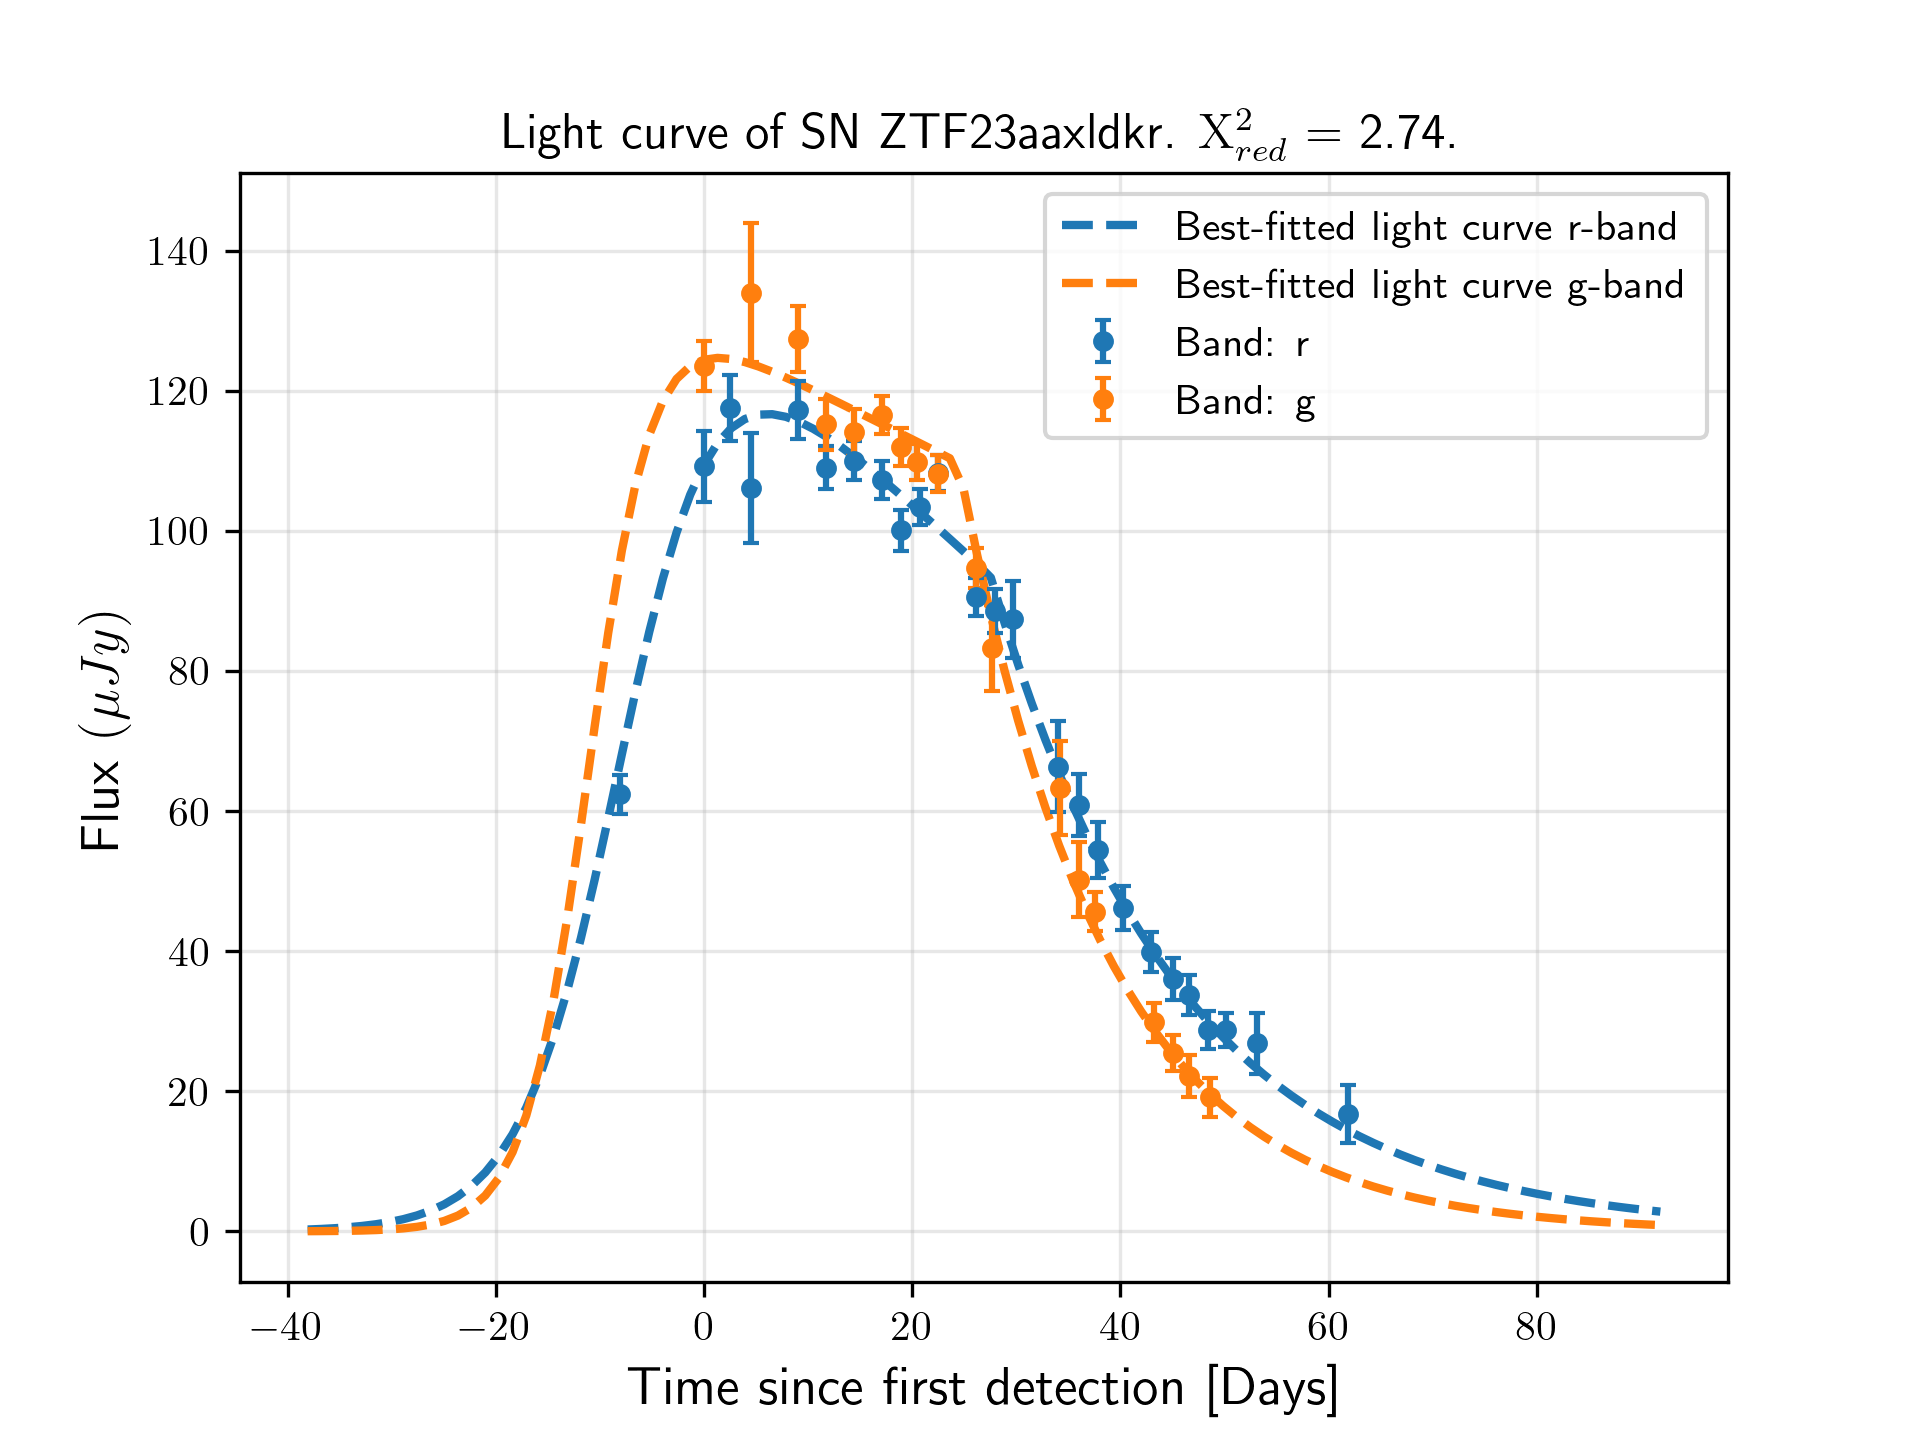 Light curve of SN ZTF23aaxldkr. X²_red = 2.74.
Best-fitted light curve r-band
Best-fitted light curve g-band
Band: r
Band: g
Flux (μJy)
140
120
100
80
60
40
20
0
−40 −20 0 20 40 60 80
Time since first detection [Days]